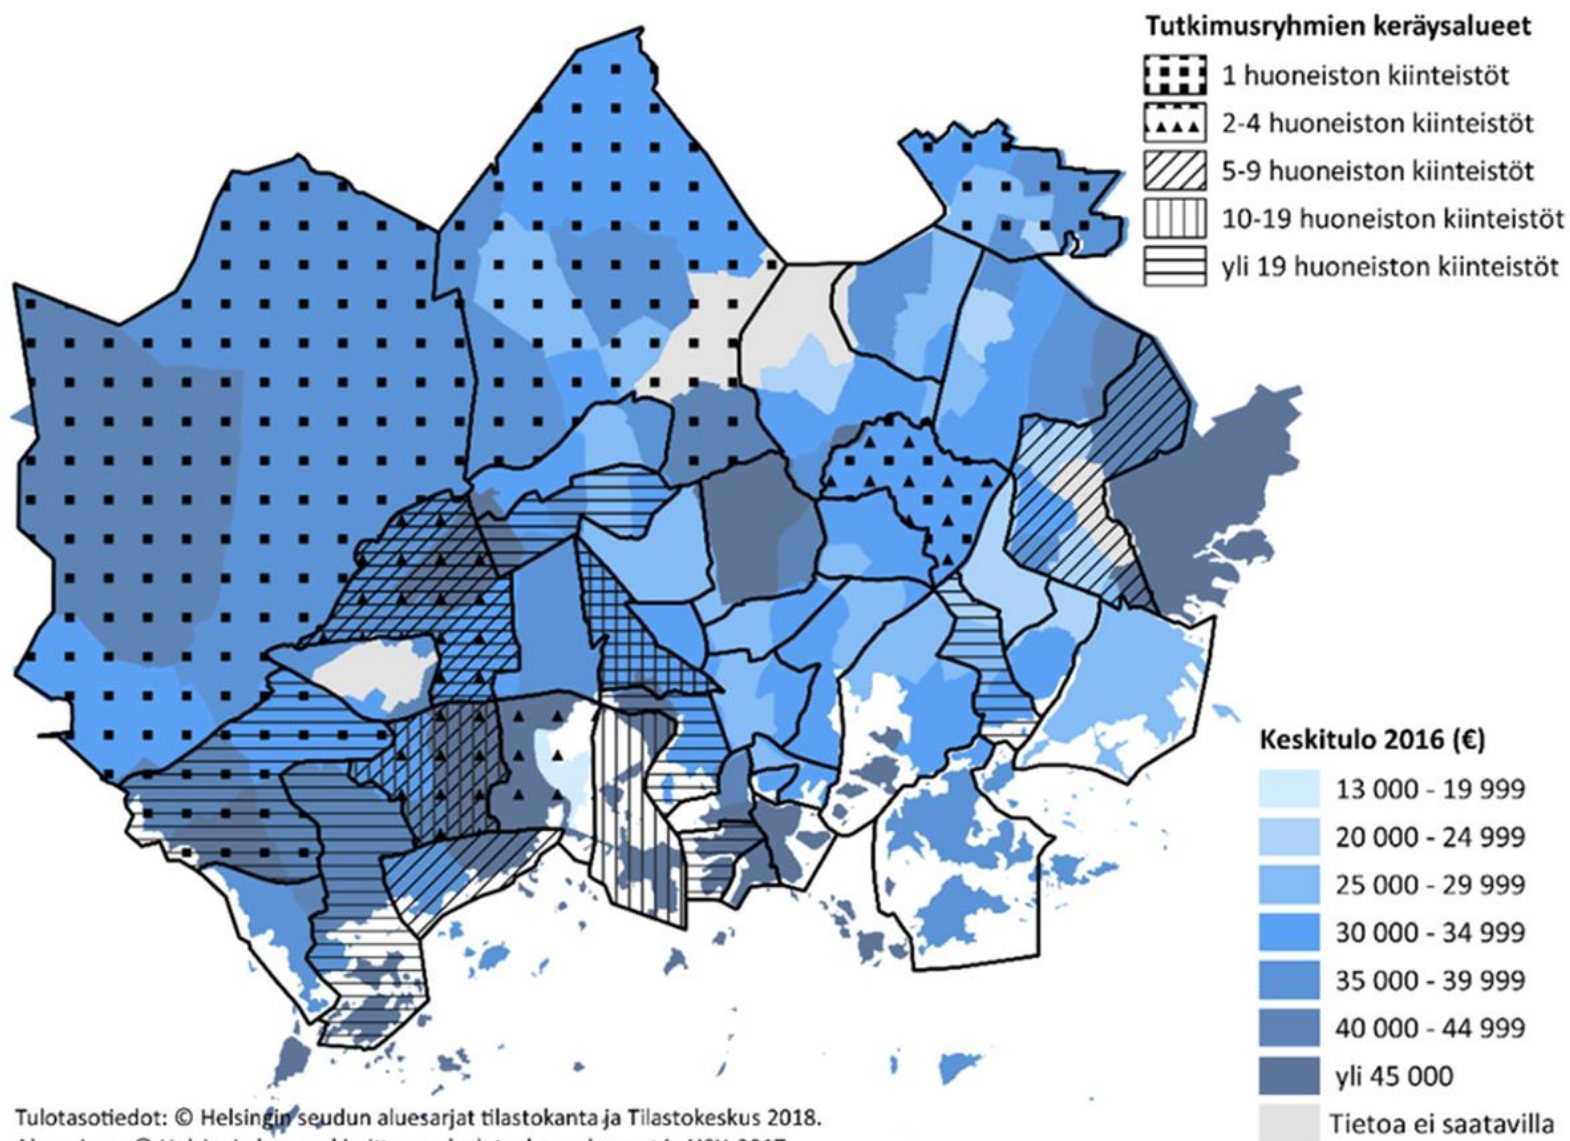 Tutkimusryhmien keräysalueet
1 huoneiston kiinteistöt
2-4 huoneiston kiinteistöt
5-9 huoneiston kiinteistöt
10-19 huoneiston kiinteistöt
yli 19 huoneiston kiinteistöt
Keskitulo 2016 (€)
13 000 - 19 999
20 000 - 24 999
25 000 - 29 999
30 000 - 34 999
35 000 - 39 999
40 000 - 44 999
yli 45 000
Tietoa ei saatavilla
Tulotasotiedot: © Helsingin seudun aluesarjat tilastokanta ja Tilastokeskus 2018.